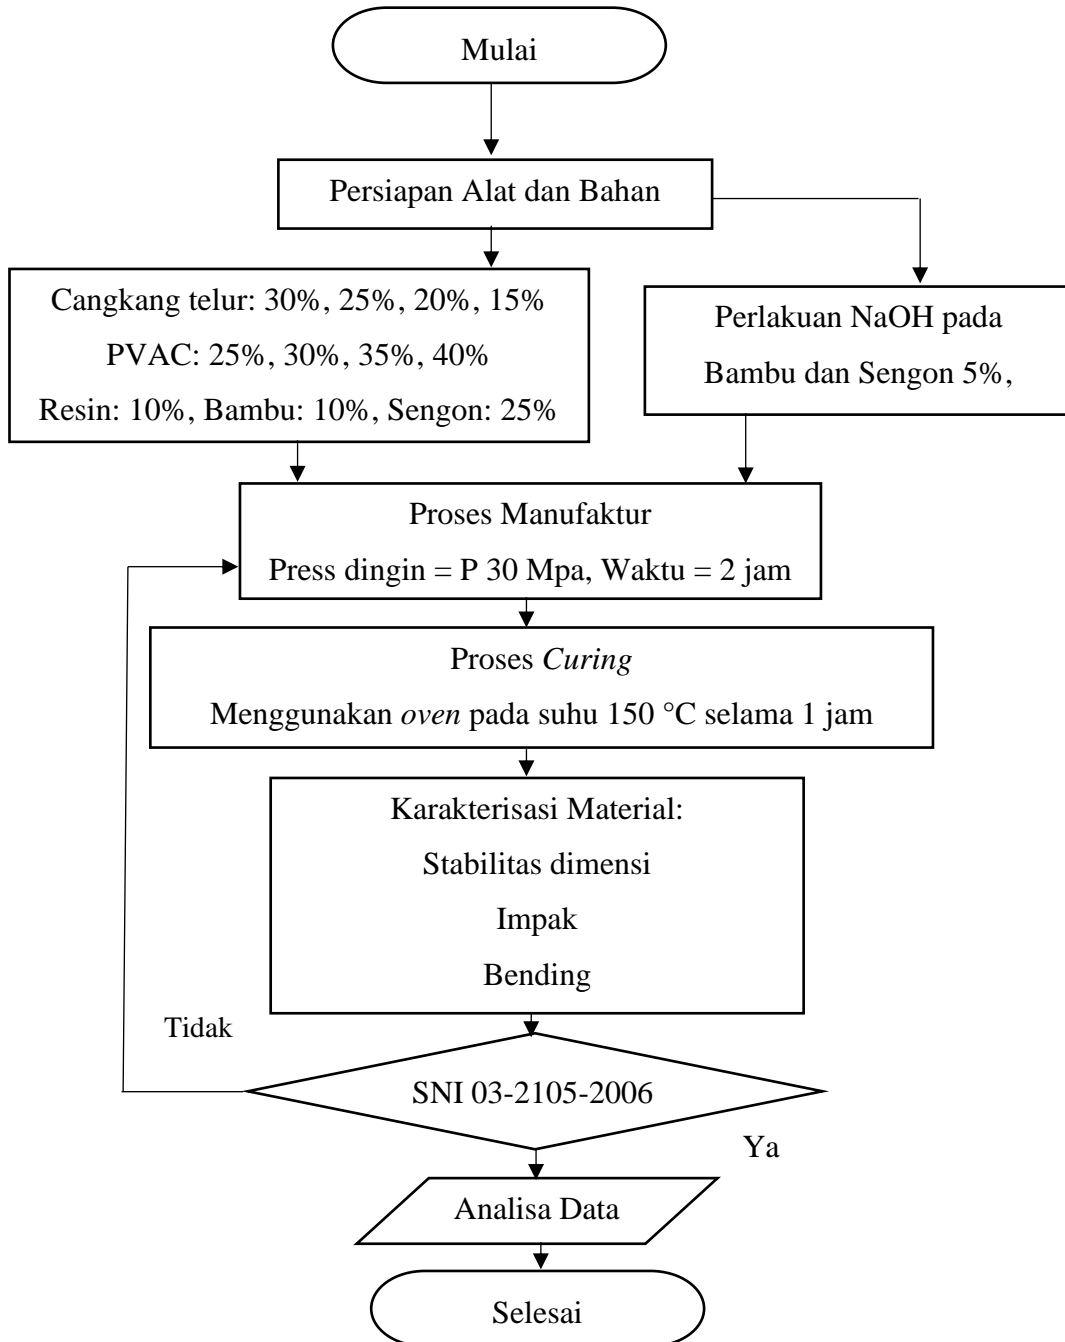 Mulai
Persiapan Alat dan Bahan
Cangkang telur: 30%, 25%, 20%, 15%
PVAC: 25%, 30%, 35%, 40%
Resin: 10%, Bambu: 10%, Sengon: 25%
Perlakuan NaOH pada
Bambu dan Sengon 5%,
Proses Manufaktur
Press dingin = P 30 Mpa, Waktu = 2 jam
Proses Curing
Menggunakan oven pada suhu 150 °C selama 1 jam
Karakterisasi Material:
Stabilitas dimensi
Impak
Bending
Tidak
SNI 03-2105-2006
Ya
Analisa Data
Selesai